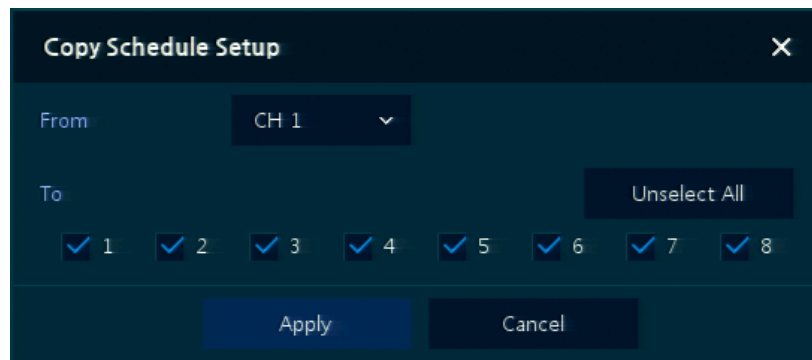 Copy Schedule Setup
From CH 1
To Unselect All
1 2 3 4 5 6 7 8
Apply Cancel